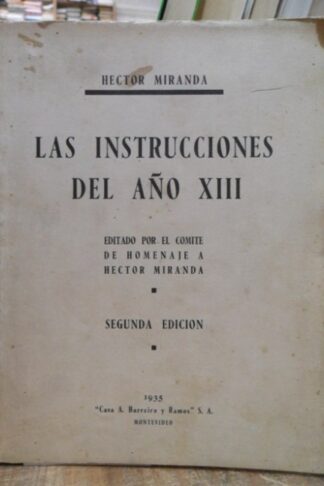 HECTOR MIRANDA
LAS INSTRUCCIONES
DEL AÑO XIII
EDITADO POR EL COMITE
DE HOMENAJE A
HECTOR MIRANDA
SEGUNDA EDICION
1935
"Casa A. Barreiro y Ramos" S. A.
MONTEVIDEO